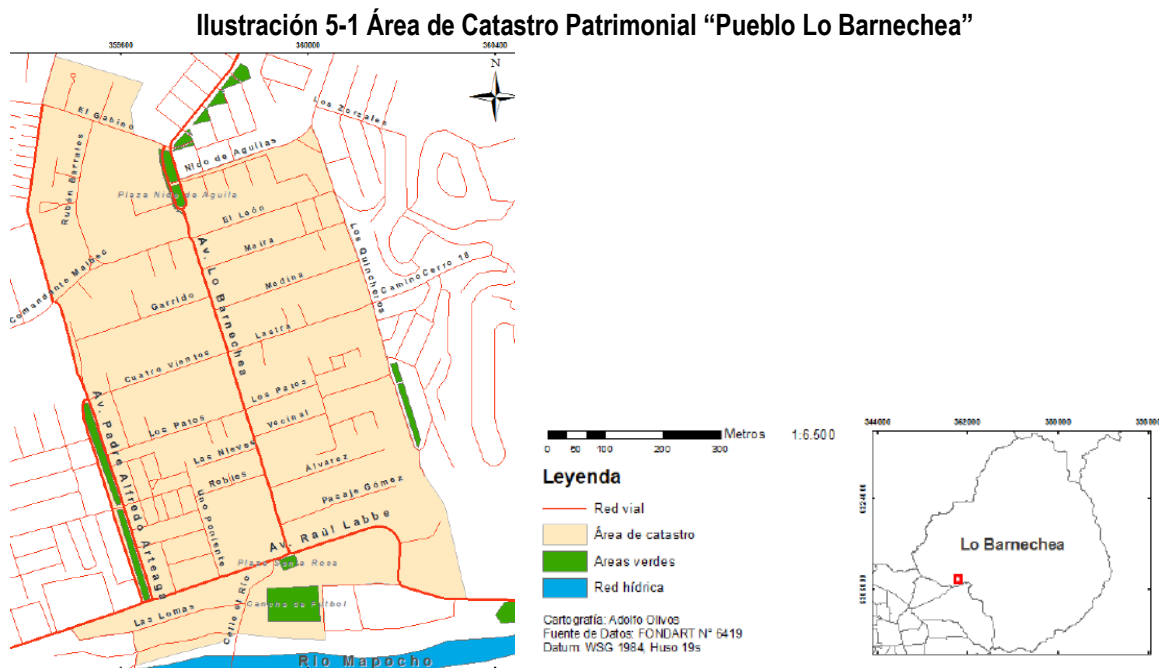 Ilustración 5-1 Área de Catastro Patrimonial “Pueblo Lo Barnechea”
360000
360400
N
Los Zorzales
El Gabino
Nido de Aguilas
Rubén Barrales
Plaza Nido de Aguila
El León
Maira
Los Quincheros
Camino Cerro 18
Comandante Malbec
Av. Lo Barnechea
Medina
Garrido
Lastra
Cuatro Vientos
Los Patos
Los Patos
Vecinal
Av. Padre Alfredo Arteaga
Las Nieves
Robles
Álvarez
Uno Poniente
Pasaje Gómez
Av. Raúl Labbe
Plaza Santa Rosa
Las Lomas
Calle el Río
Cancha de Fútbol
Río Mapocho
Metros
1:6.500
0 50 100 200 300
Leyenda
Red vial
Área de catastro
Areas verdes
Red hídrica
Cartografía: Adolfo Olivos
Fuente de Datos: FONDART N° 6419
Datum: WSG 1984, Huso 19s
344000
Lo Barnechea